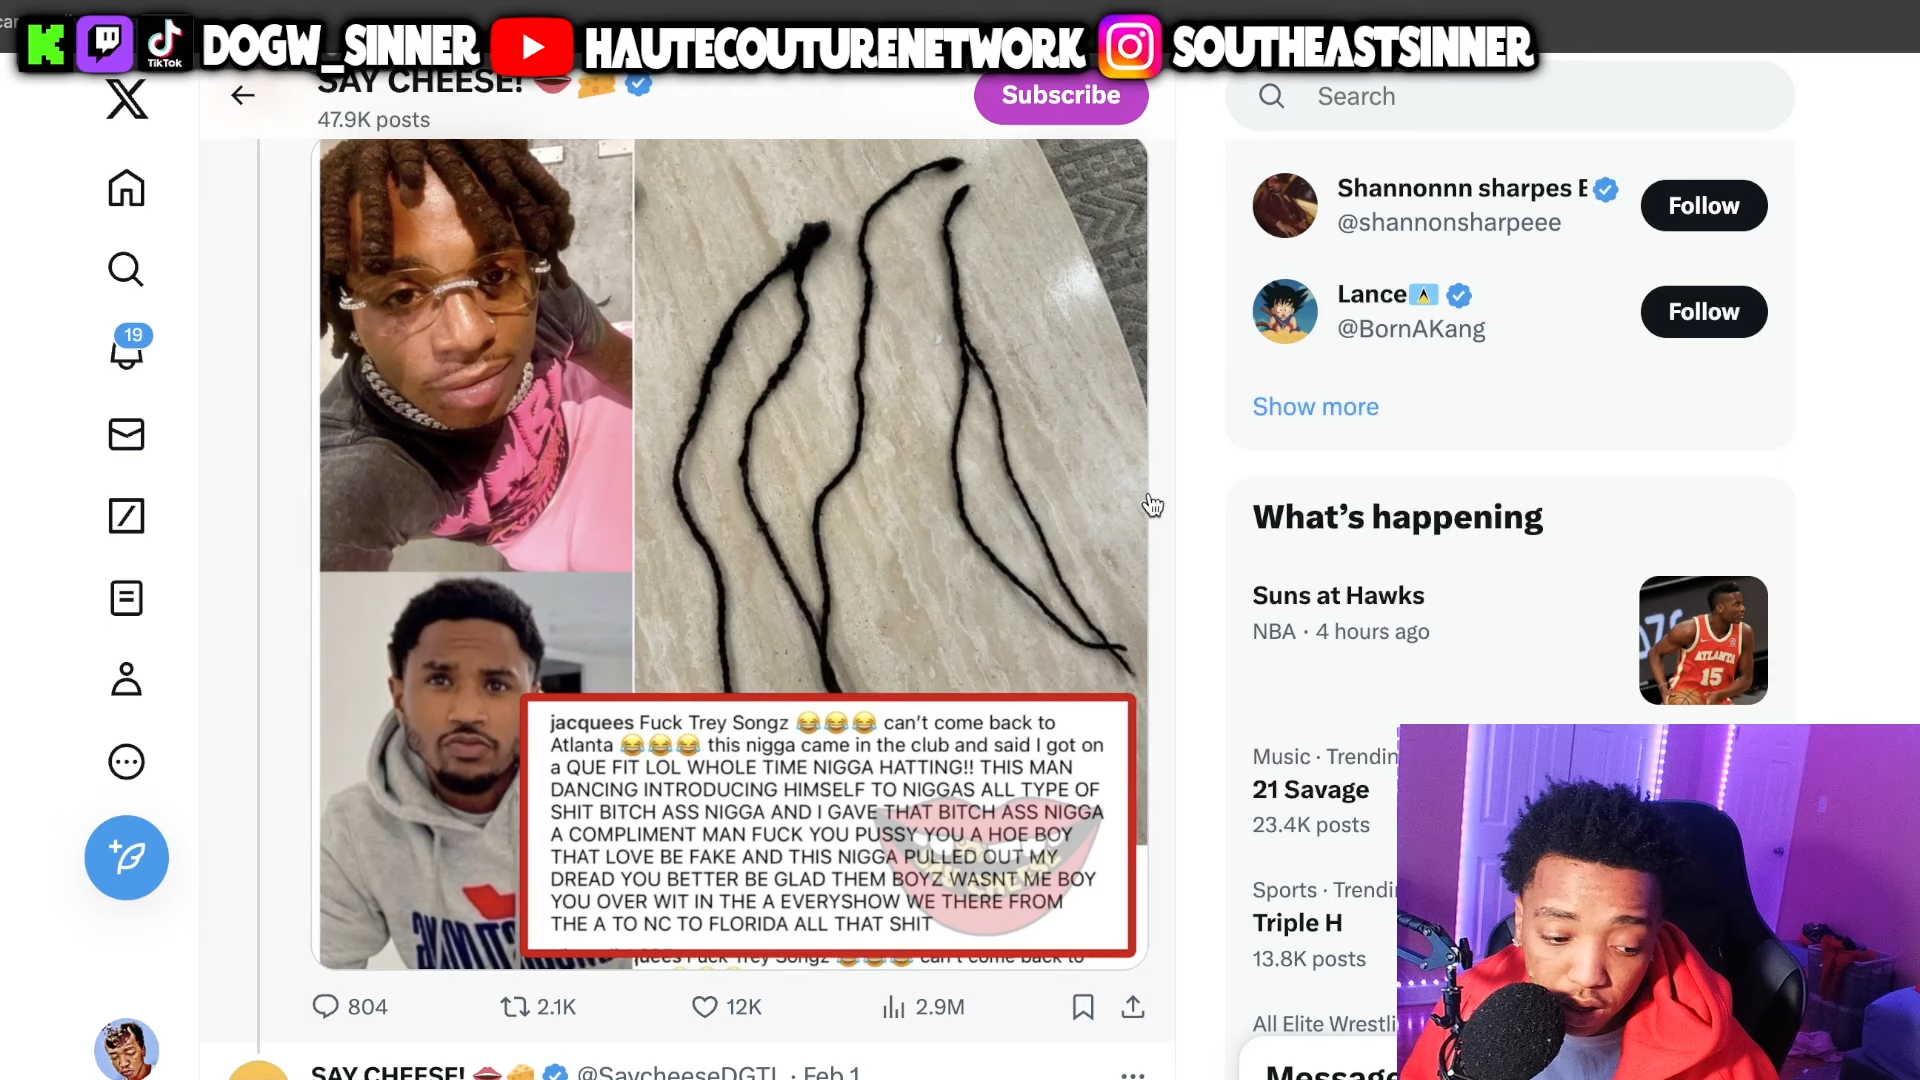 TikTok
DOGW_SINNER
HAUTECOUTURENETWORK
SOUTHEASTSINNER
SAY CHEESE!
47.9K posts
Subscribe
Search
19
Shannonnn sharpes
@shannonsharpeee
Follow
Lance
@BornAKang
Follow
Show more
What's happening
Suns at Hawks
NBA · 4 hours ago
ATLANTA
15
Music · Trending
21 Savage
23.4K posts
Sports · Trendi
Triple H
13.8K posts
All Elite Wrestli
Message
jacquees Fuck Trey Songz 😂😂😂 can't come back to
Atlanta 😂😂😂 this nigga came in the club and said I got on
a QUE FIT LOL WHOLE TIME NIGGA HATTING!! THIS MAN
DANCING INTRODUCING HIMSELF TO NIGGAS ALL TYPE OF
SHIT BITCH ASS NIGGA AND I GAVE THAT BITCH ASS NIGGA
A COMPLIMENT MAN FUCK YOU PUSSY YOU A HOE BOY
THAT LOVE BE FAKE AND THIS NIGGA PULLED OUT MY
DREAD YOU BETTER BE GLAD THEM BOYZ WASNT ME BOY
YOU OVER WIT IN THE A EVERYSHOW WE THERE FROM
THE A TO NC TO FLORIDA ALL THAT SHIT
804
2.1K
12K
2.9M
SAY CHEESE! @SaycheeseDGTL · Feb 1